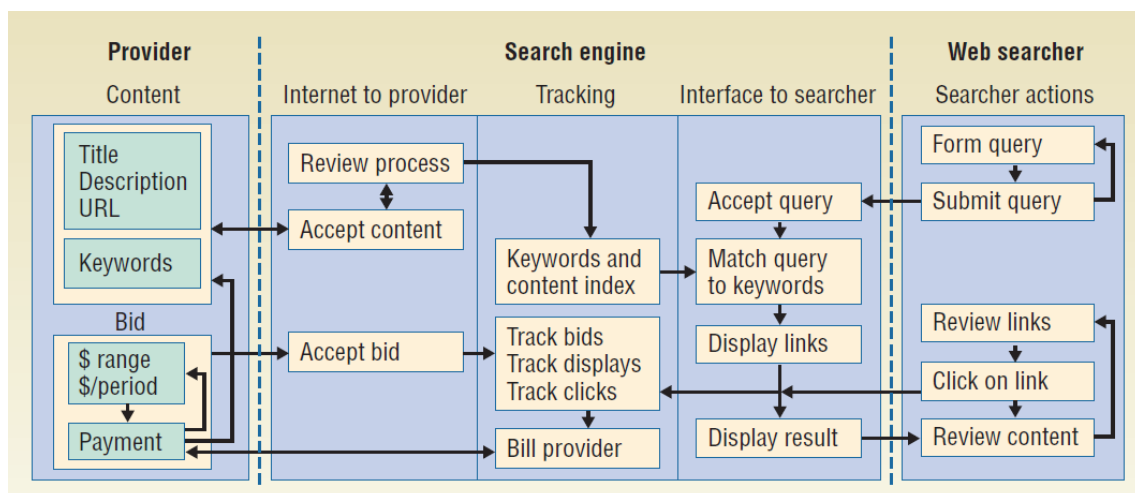 Provider
Search engine
Web searcher
Content
Internet to provider
Tracking
Interface to searcher
Searcher actions
Title
Description
URL
Keywords
Bid
$ range
$/period
Payment
Review process
Accept content
Accept bid
Keywords and
content index
Track bids
Track displays
Track clicks
Bill provider
Accept query
Match query
to keywords
Display links
Display result
Form query
Submit query
Review links
Click on link
Review content